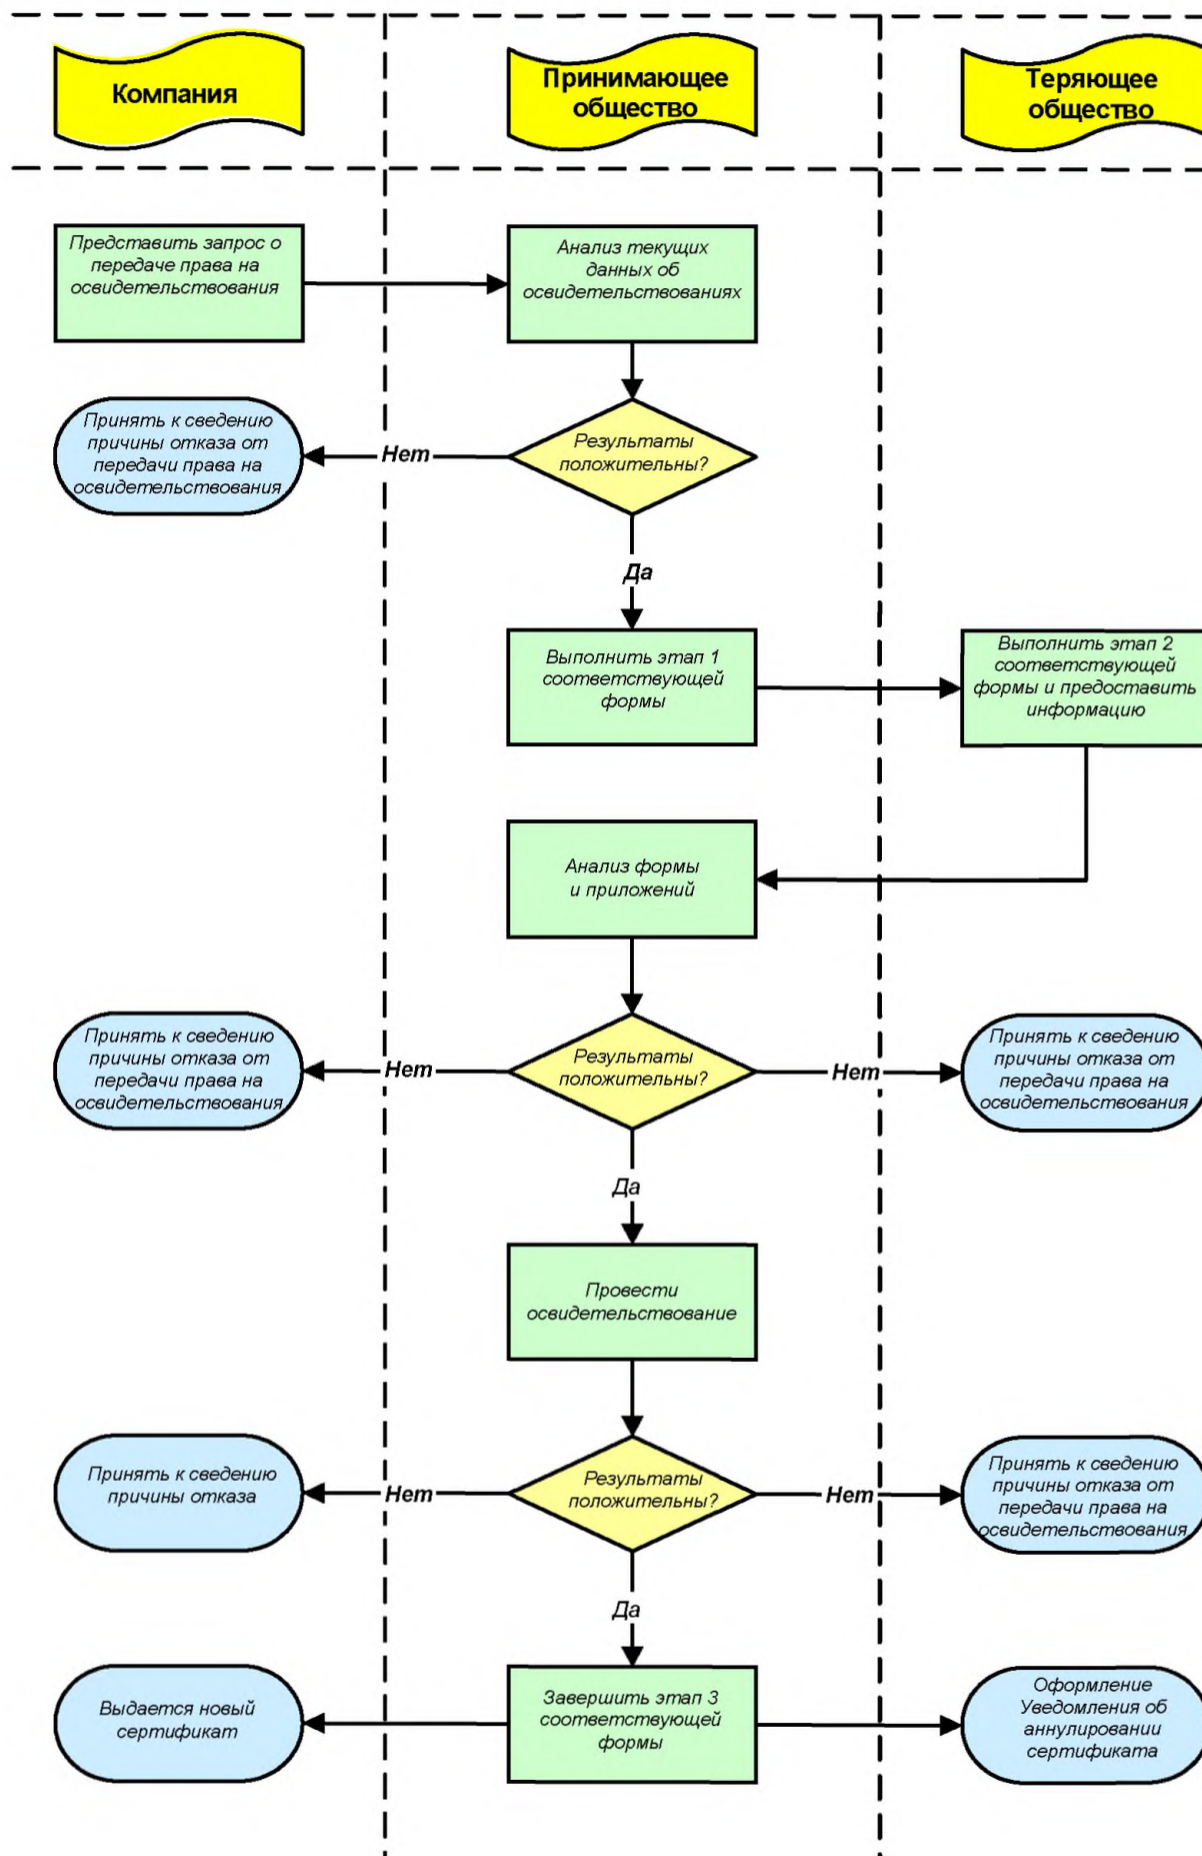 Компания
Принимающее
общество
Теряющее
общество
Представить запрос о
передаче права на
освидетельствования
Анализ текущих
данных об
освидетельствованиях
Принять к сведению
причины отказа от
передачи права на
освидетельствования
Нет
Результаты
положительны?
Да
Выполнить этап 1
соответствующей
формы
Выполнить этап 2
соответствующей
формы и предоставить
информацию
Анализ формы
и приложений
Принять к сведению
причины отказа от
передачи права на
освидетельствования
Нет
Результаты
положительны?
Нет
Принять к сведению
причины отказа от
передачи права на
освидетельствования
Да
Провести
освидетельствование
Принять к сведению
причины отказа
Нет
Результаты
положительны?
Нет
Принять к сведению
причины отказа от
передачи права на
освидетельствования
Да
Выдается новый
сертификат
Завершить этап 3
соответствующей
формы
Оформление
Уведомления об
аннулировании
сертификата